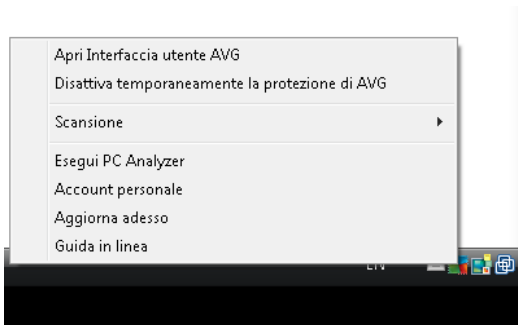 Apri Interfaccia utente AVG
Disattiva temporaneamente la protezione di AVG
Scansione
Esegui PC Analyzer
Account personale
Aggiorna adesso
Guida in linea
EN